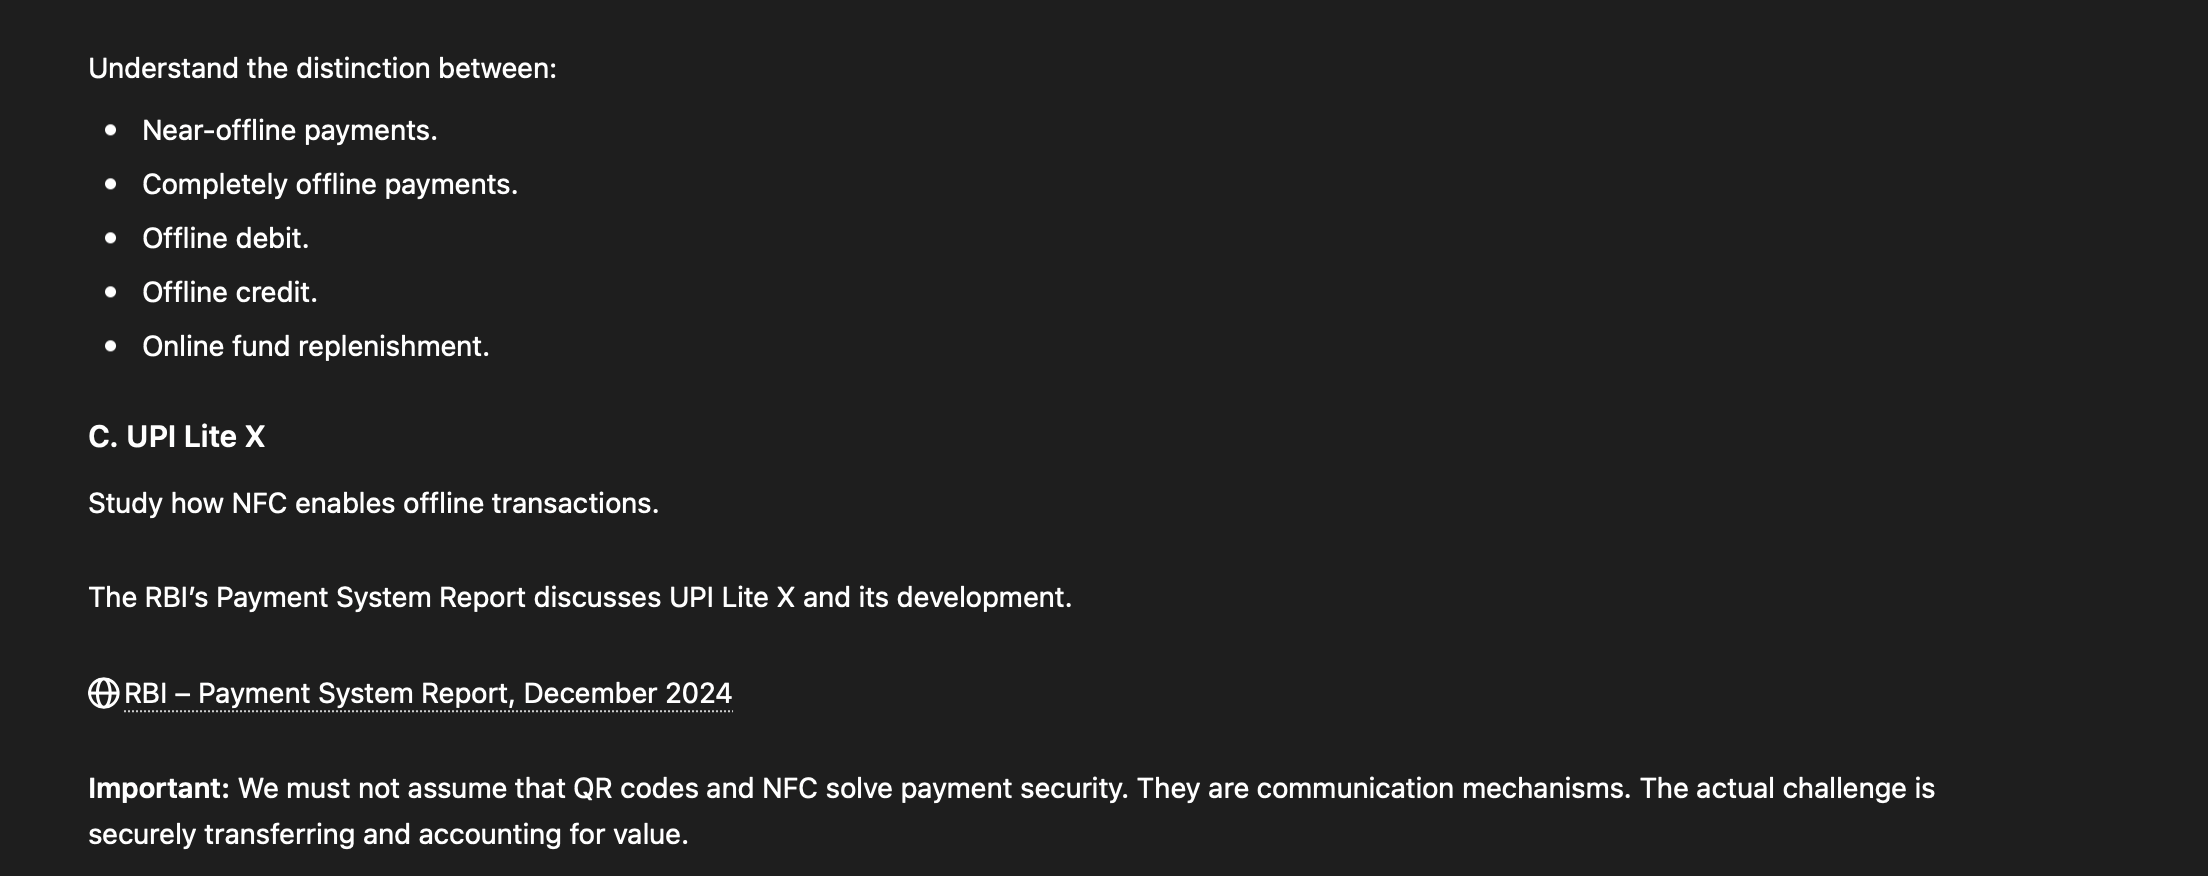 Understand the distinction between:
• Near-offline payments.
• Completely offline payments.
• Offline debit.
• Offline credit.
• Online fund replenishment.
C. UPI Lite X
Study how NFC enables offline transactions.
The RBI’s Payment System Report discusses UPI Lite X and its development.
RBI – Payment System Report, December 2024
Important: We must not assume that QR codes and NFC solve payment security. They are communication mechanisms. The actual challenge is
securely transferring and accounting for value.